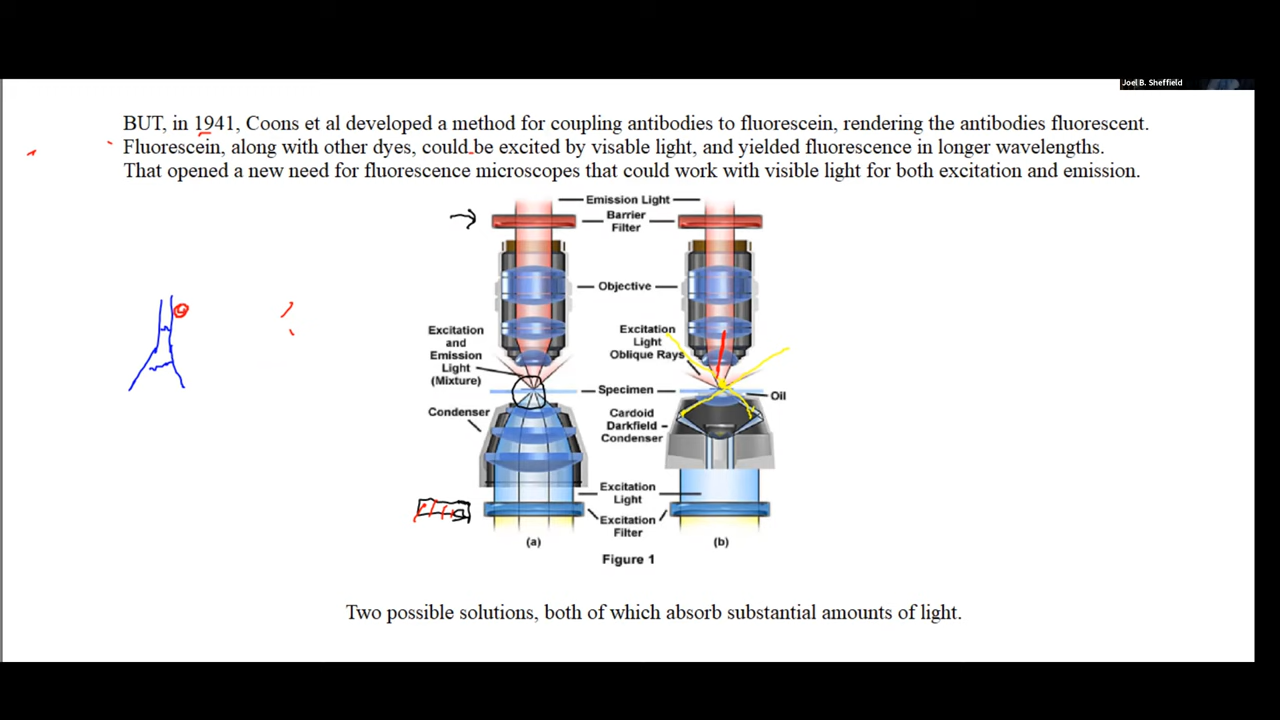 Joel B. Sheffield
BUT, in 1941, Coons et al developed a method for coupling antibodies to fluorescein, rendering the antibodies fluorescent.
Fluorescein, along with other dyes, could be excited by visable light, and yielded fluorescence in longer wavelengths.
That opened a new need for fluorescence microscopes that could work with visible light for both excitation and emission.
Emission Light
Barrier
Filter
Objective
Excitation
and
Emission
Light
(Mixture)
Excitation
Light
Oblique Rays
Specimen
Oil
Condenser
Cardoid
Darkfield
Condenser
Excitation
Light
Excitation
Filter
(a)
(b)
Figure 1
Two possible solutions, both of which absorb substantial amounts of light.